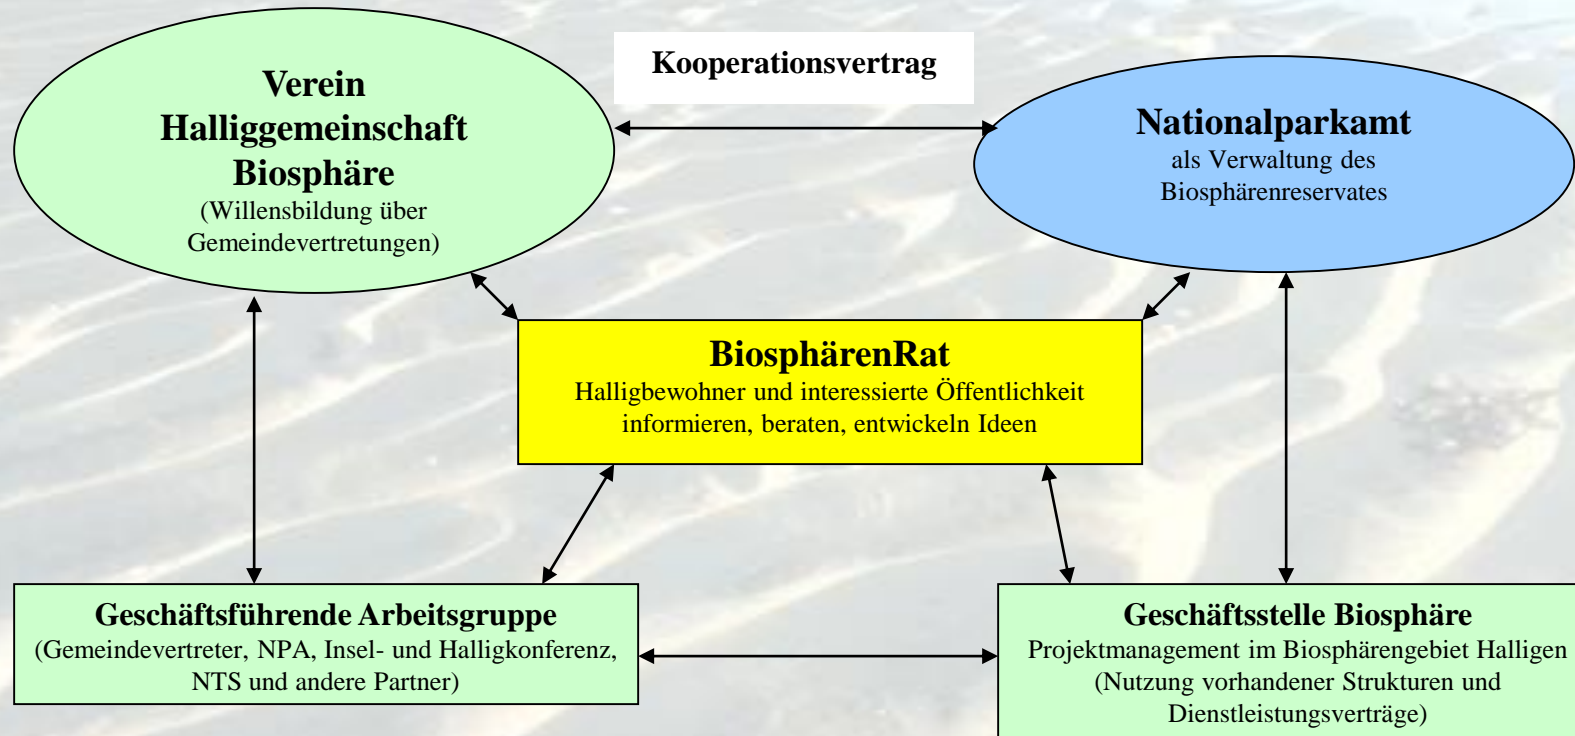 Verein
Halliggemeinschaft
Biosphäre
(Willensbildung über
Gemeindevertretungen)
Kooperationsvertrag
Nationalparkamt
als Verwaltung des
Biosphärenreservates
BiosphärenRat
Halligbewohner und interessierte Öffentlichkeit
informieren, beraten, entwickeln Ideen
Geschäftsführende Arbeitsgruppe
(Gemeindevertreter, NPA, Insel- und Halligkonferenz,
NTS und andere Partner)
Geschäftsstelle Biosphäre
Projektmanagement im Biosphärengebiet Halligen
(Nutzung vorhandener Strukturen und
Dienstleistungsverträge)